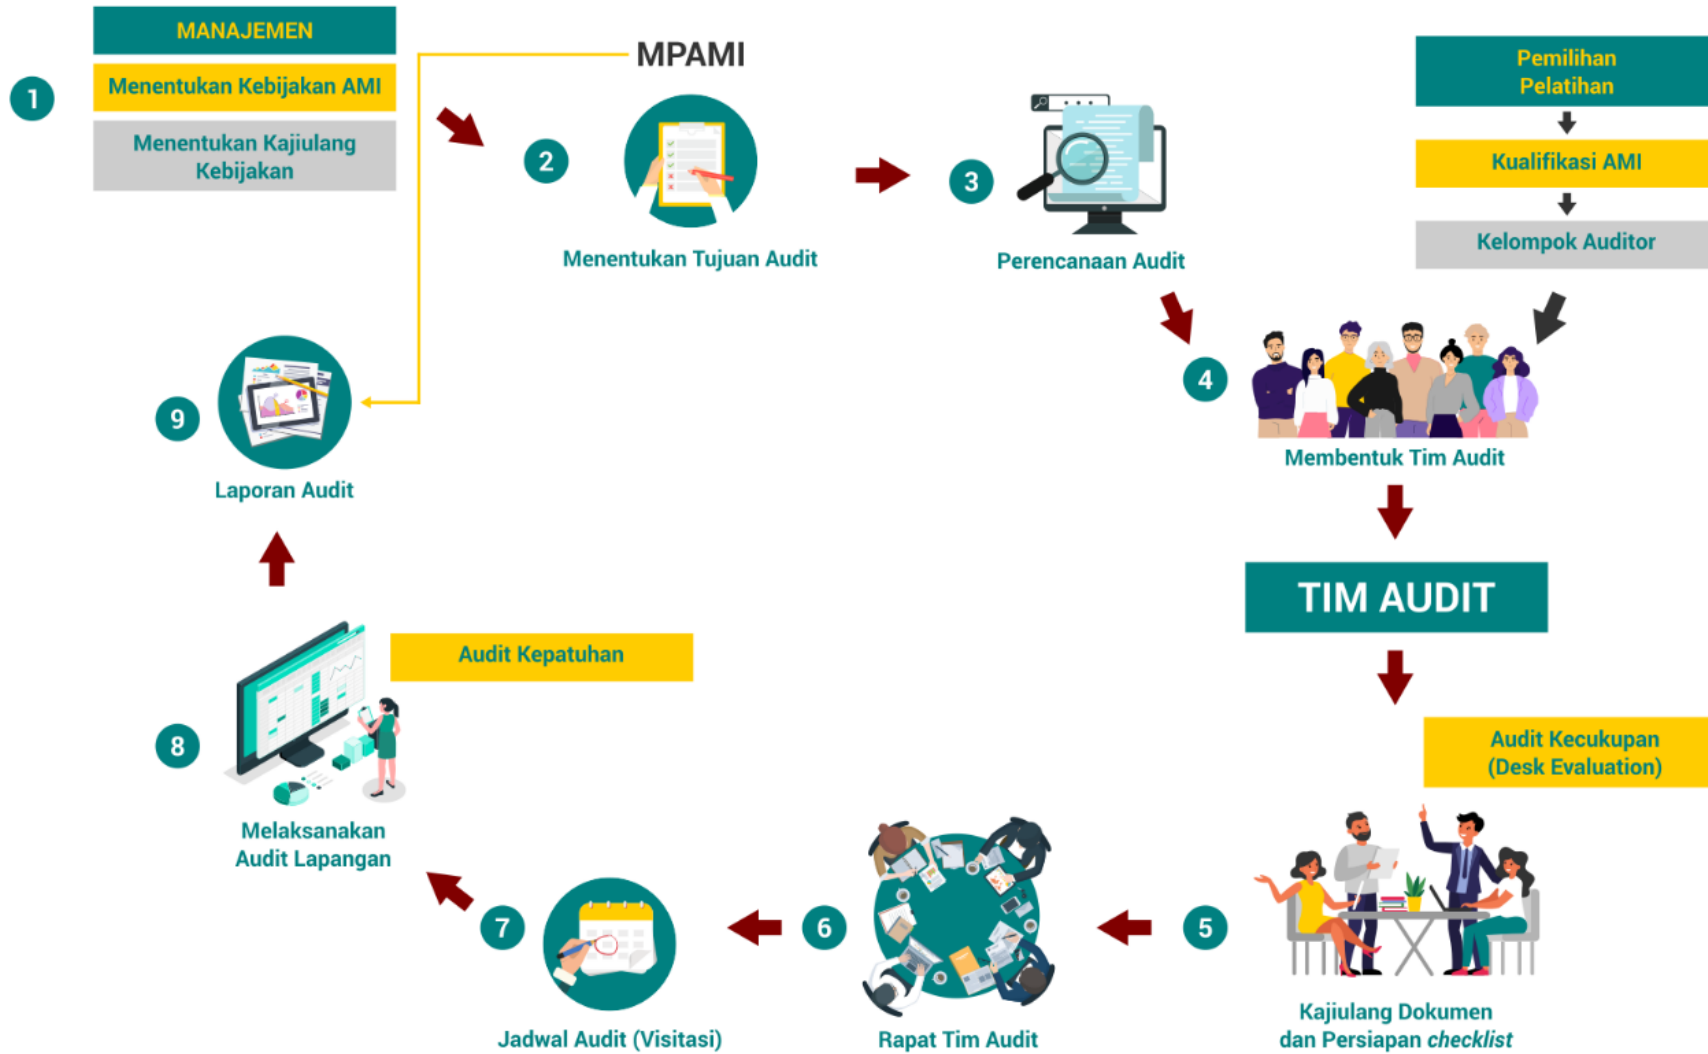 1
MANAJEMEN
Menentukan Kebijakan AMI
Menentukan Kajiulang
Kebijakan
MPAMI
2
Menentukan Tujuan Audit
3
Perencanaan Audit
Pemilihan
Pelatihan
Kualifikasi AMI
Kelompok Auditor
4
Membentuk Tim Audit
TIM AUDIT
Audit Kecukupan
(Desk Evaluation)
5
Kajiulang Dokumen
dan Persiapan checklist
6
Rapat Tim Audit
7
Jadwal Audit (Visitasi)
8
Audit Kepatuhan
Melaksanakan
Audit Lapangan
9
Laporan Audit